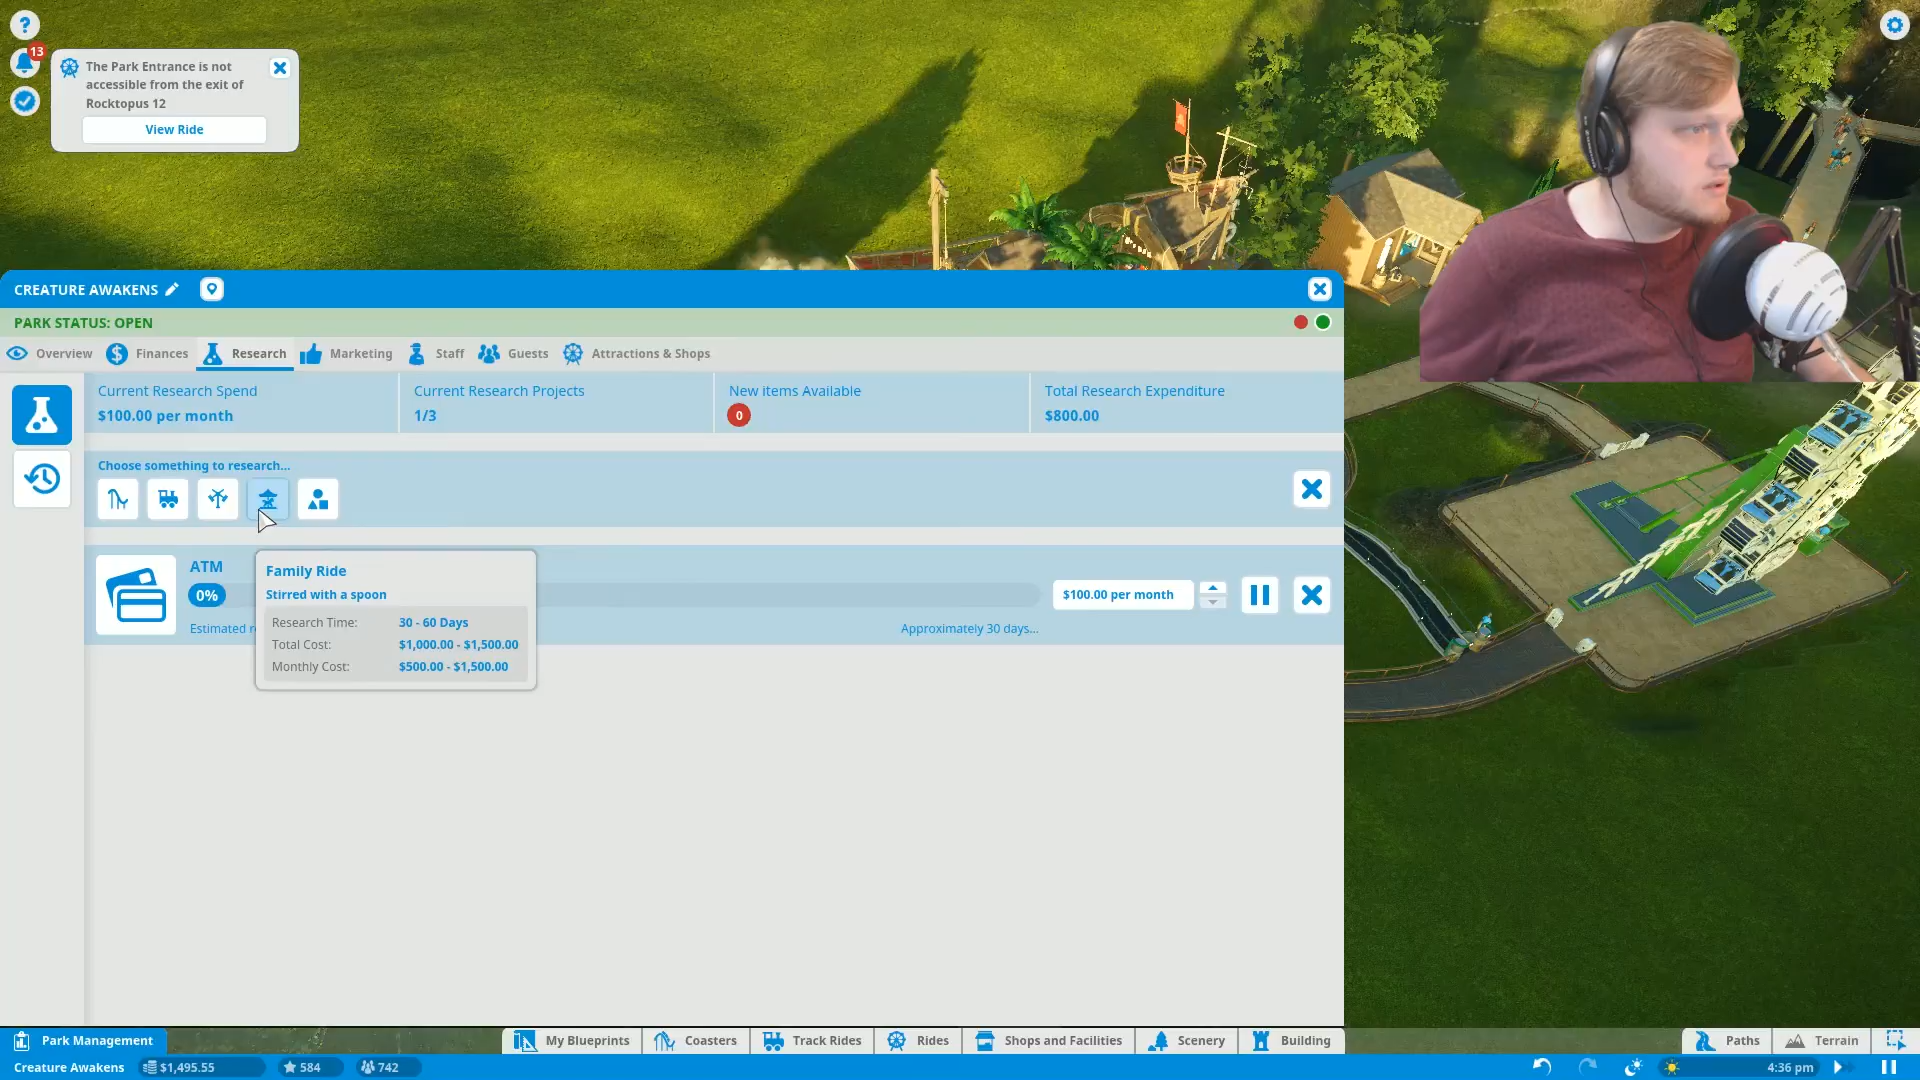 ?
13
The Park Entrance is not
accessible from the exit of
Rocktopus 12
View Ride
CREATURE AWAKENS
PARK STATUS: OPEN
Overview
Finances
Research
Marketing
Staff
Guests
Attractions & Shops
Current Research Spend
$100.00 per month
Current Research Projects
1/3
New items Available
0
Total Research Expenditure
$800.00
Choose something to research...
ATM
0%
Estimated r
$100.00 per month
Approximately 30 days...
Family Ride
Stirred with a spoon
Research Time: 30 - 60 Days
Total Cost: $1,000.00 - $1,500.00
Monthly Cost: $500.00 - $1,500.00
Park Management
My Blueprints
Coasters
Track Rides
Rides
Shops and Facilities
Scenery
Building
Paths
Terrain
Creature Awakens
$1,495.55
584
742
4:36 pm